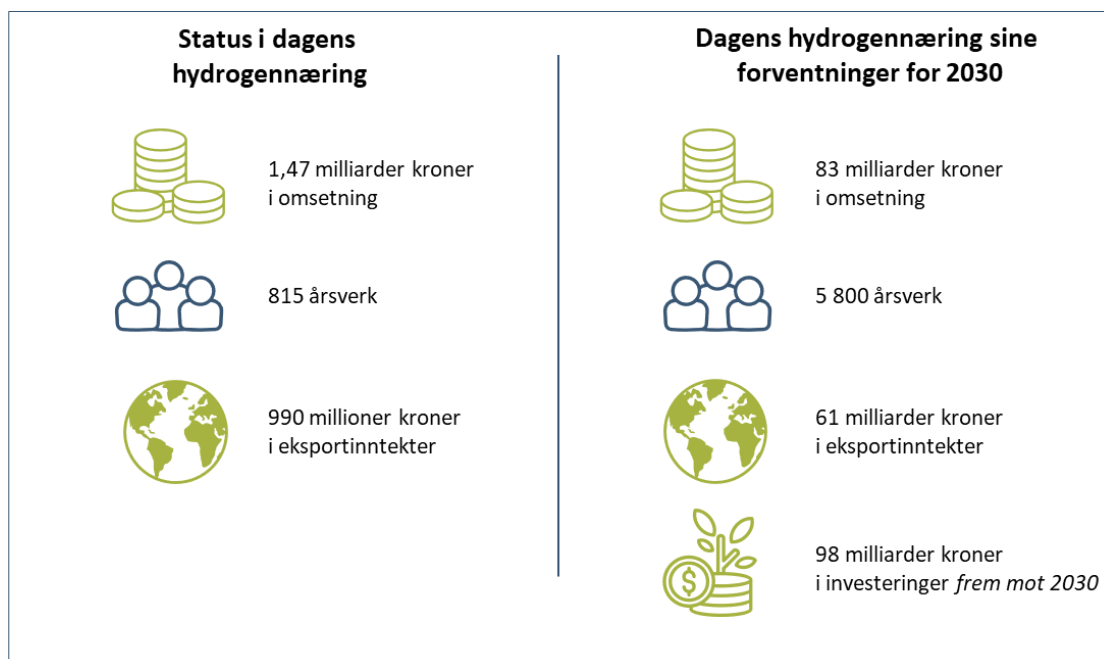 Status i dagens
hydrogennæring
1,47 milliarder kroner
i omsetning
815 årsverk
990 millioner kroner
i eksportinntekter
Dagens hydrogennæring sine
forventninger for 2030
83 milliarder kroner
i omsetning
5 800 årsverk
61 milliarder kroner
i eksportinntekter
$
98 milliarder kroner
i investeringer frem mot 2030